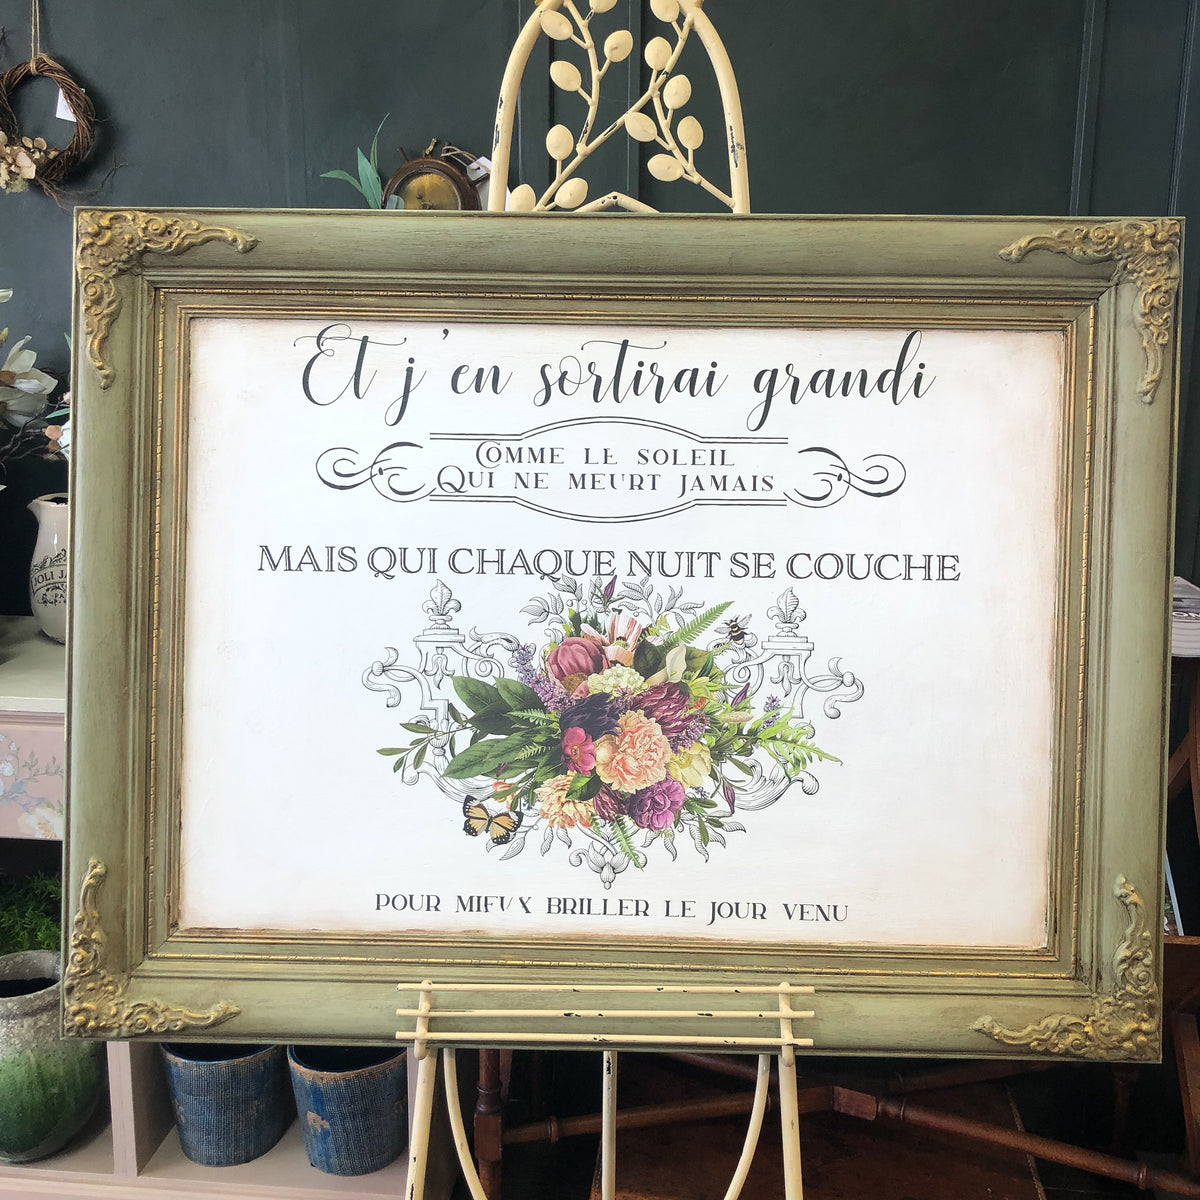 Et j'en sortirai grandi
Comme le soleil
Qui ne meurt jamais
MAIS QUI CHAQUE NUIT SE COUCHE
pour mieux briller le jour venu
JOLI